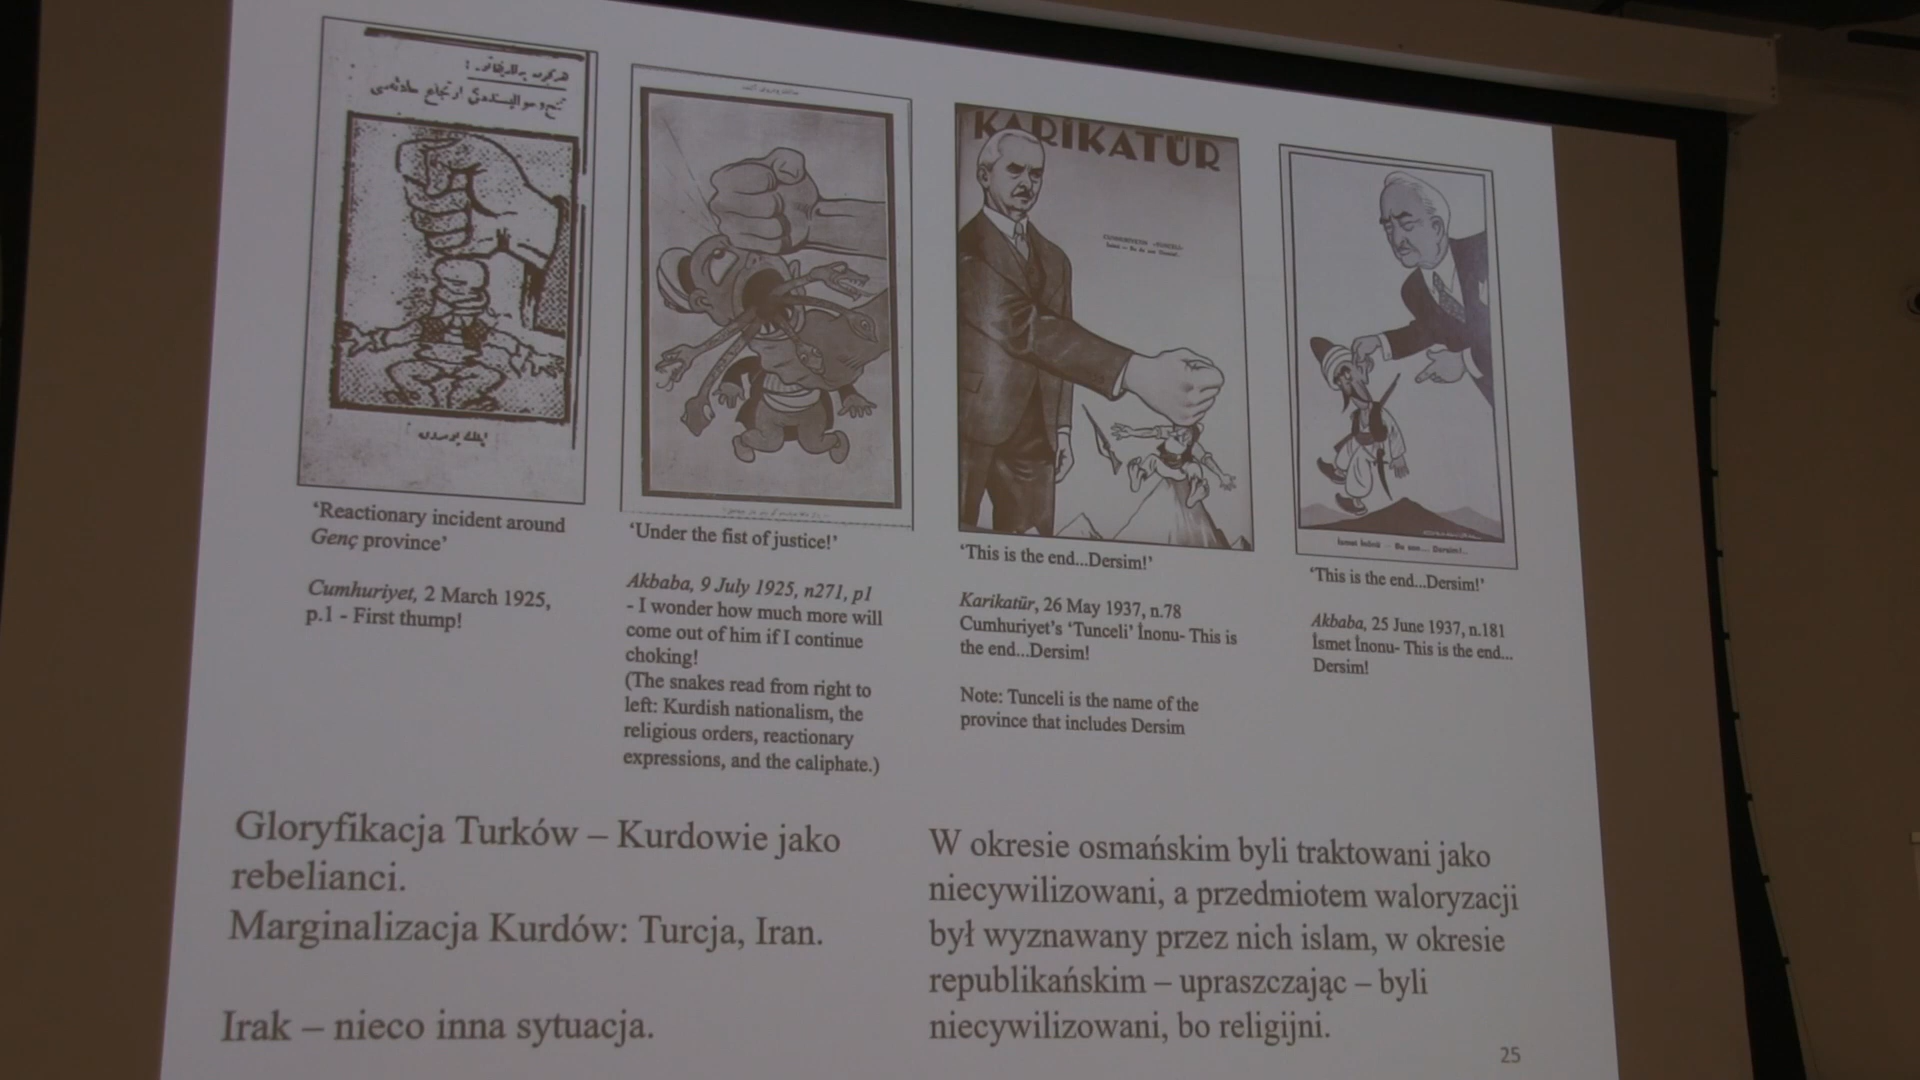 KARİKATÜR
'Reactionary incident around
Genç province'
Cumhuriyet, 2 March 1925,
p.1 - First thump!
'Under the fist of justice!'
Akbaba, 9 July 1925, n271, p1
- I wonder how much more will
come out of him if I continue
choking!
(The snakes read from right to
left: Kurdish nationalism, the
religious orders, reactionary
expressions, and the caliphate.)
'This is the end...Dersim!'
Karikatür, 26 May 1937, n.78
Cumhuriyet's 'Tunceli' İnonu- This is
the end...Dersim!
Note: Tunceli is the name of the
province that includes Dersim
'This is the end...Dersim!'
Akbaba, 25 June 1937, n.181
İsmet İnonu- This is the end...
Dersim!
Gloryfikacja Turków – Kurdowie jako
rebelianci.
Marginalizacja Kurdów: Turcja, Iran.
Irak – nieco inna sytuacja.
W okresie osmańskim byli traktowani jako
niecywilizowani, a przedmiotem waloryzacji
był wyznawany przez nich islam, w okresie
republikańskim – upraszczając – byli
niecywilizowani, bo religijni.
25